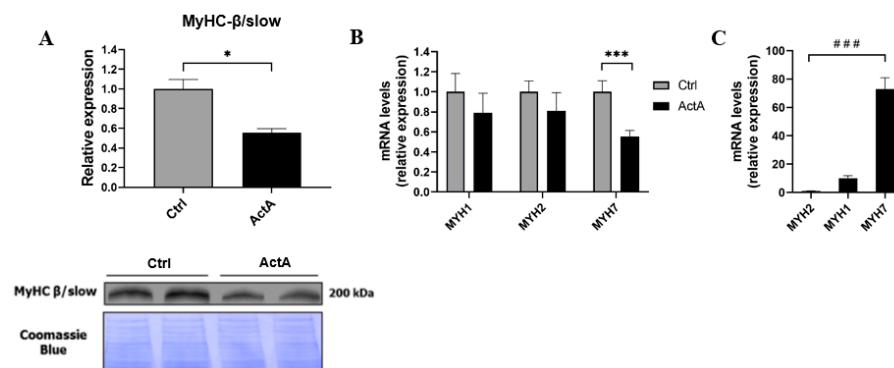 A
MyHC-β/slow
Relative expression
1.4
1.2
1.0
0.8
0.6
0.4
0.2
0.0
*
Ctrl
ActA
Ctrl
ActA
MyHC β/slow
200 kDa
Coomassie
Blue
B
mRNA levels
(relative expression)
1.4
1.2
1.0
0.8
0.6
0.4
0.2
0.0
***
MYH1
MYH2
MYH7
Ctrl
ActA
C
mRNA levels
(relative expression)
100
80
60
40
20
0
###
MYH2
MYH1
MYH7